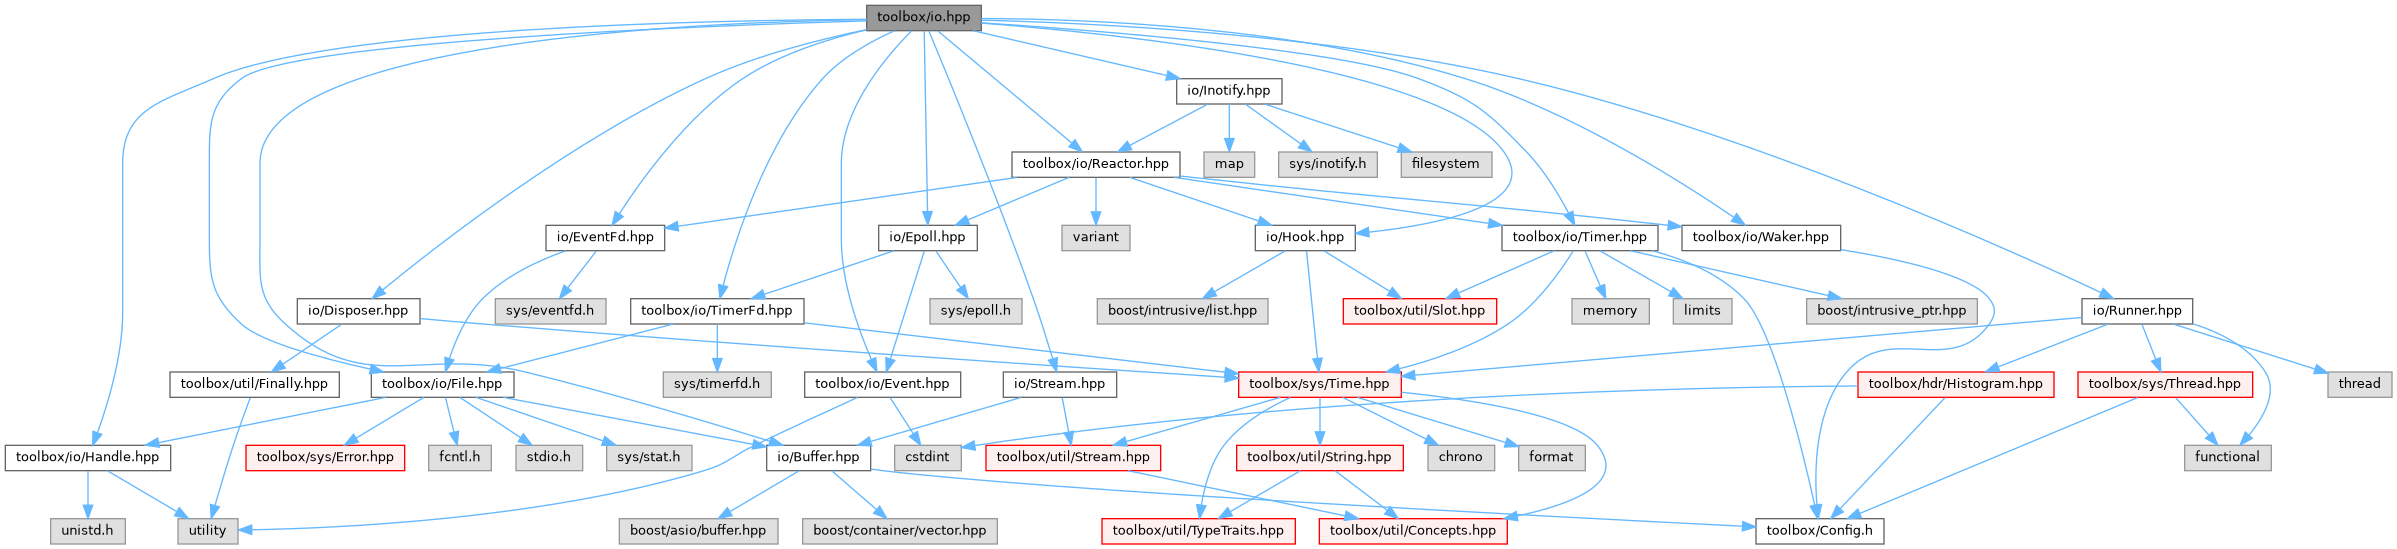 toolbox/io.hpp
io/Inotify.hpp
toolbox/io/Reactor.hpp
map
sys/inotify.h
filesystem
io/EventFd.hpp
io/Epoll.hpp
variant
io/Hook.hpp
toolbox/io/Timer.hpp
toolbox/io/Waker.hpp
io/Disposer.hpp
sys/eventfd.h
toolbox/io/TimerFd.hpp
sys/epoll.h
boost/intrusive/list.hpp
toolbox/util/Slot.hpp
memory
limits
boost/intrusive_ptr.hpp
io/Runner.hpp
toolbox/util/Finally.hpp
toolbox/io/File.hpp
sys/timerfd.h
toolbox/io/Event.hpp
io/Stream.hpp
toolbox/sys/Time.hpp
toolbox/hdr/Histogram.hpp
toolbox/sys/Thread.hpp
thread
toolbox/io/Handle.hpp
toolbox/sys/Error.hpp
fcntl.h
stdio.h
sys/stat.h
io/Buffer.hpp
cstdint
toolbox/util/Stream.hpp
toolbox/util/String.hpp
chrono
format
functional
unistd.h
utility
boost/asio/buffer.hpp
boost/container/vector.hpp
toolbox/util/TypeTraits.hpp
toolbox/util/Concepts.hpp
toolbox/Config.h